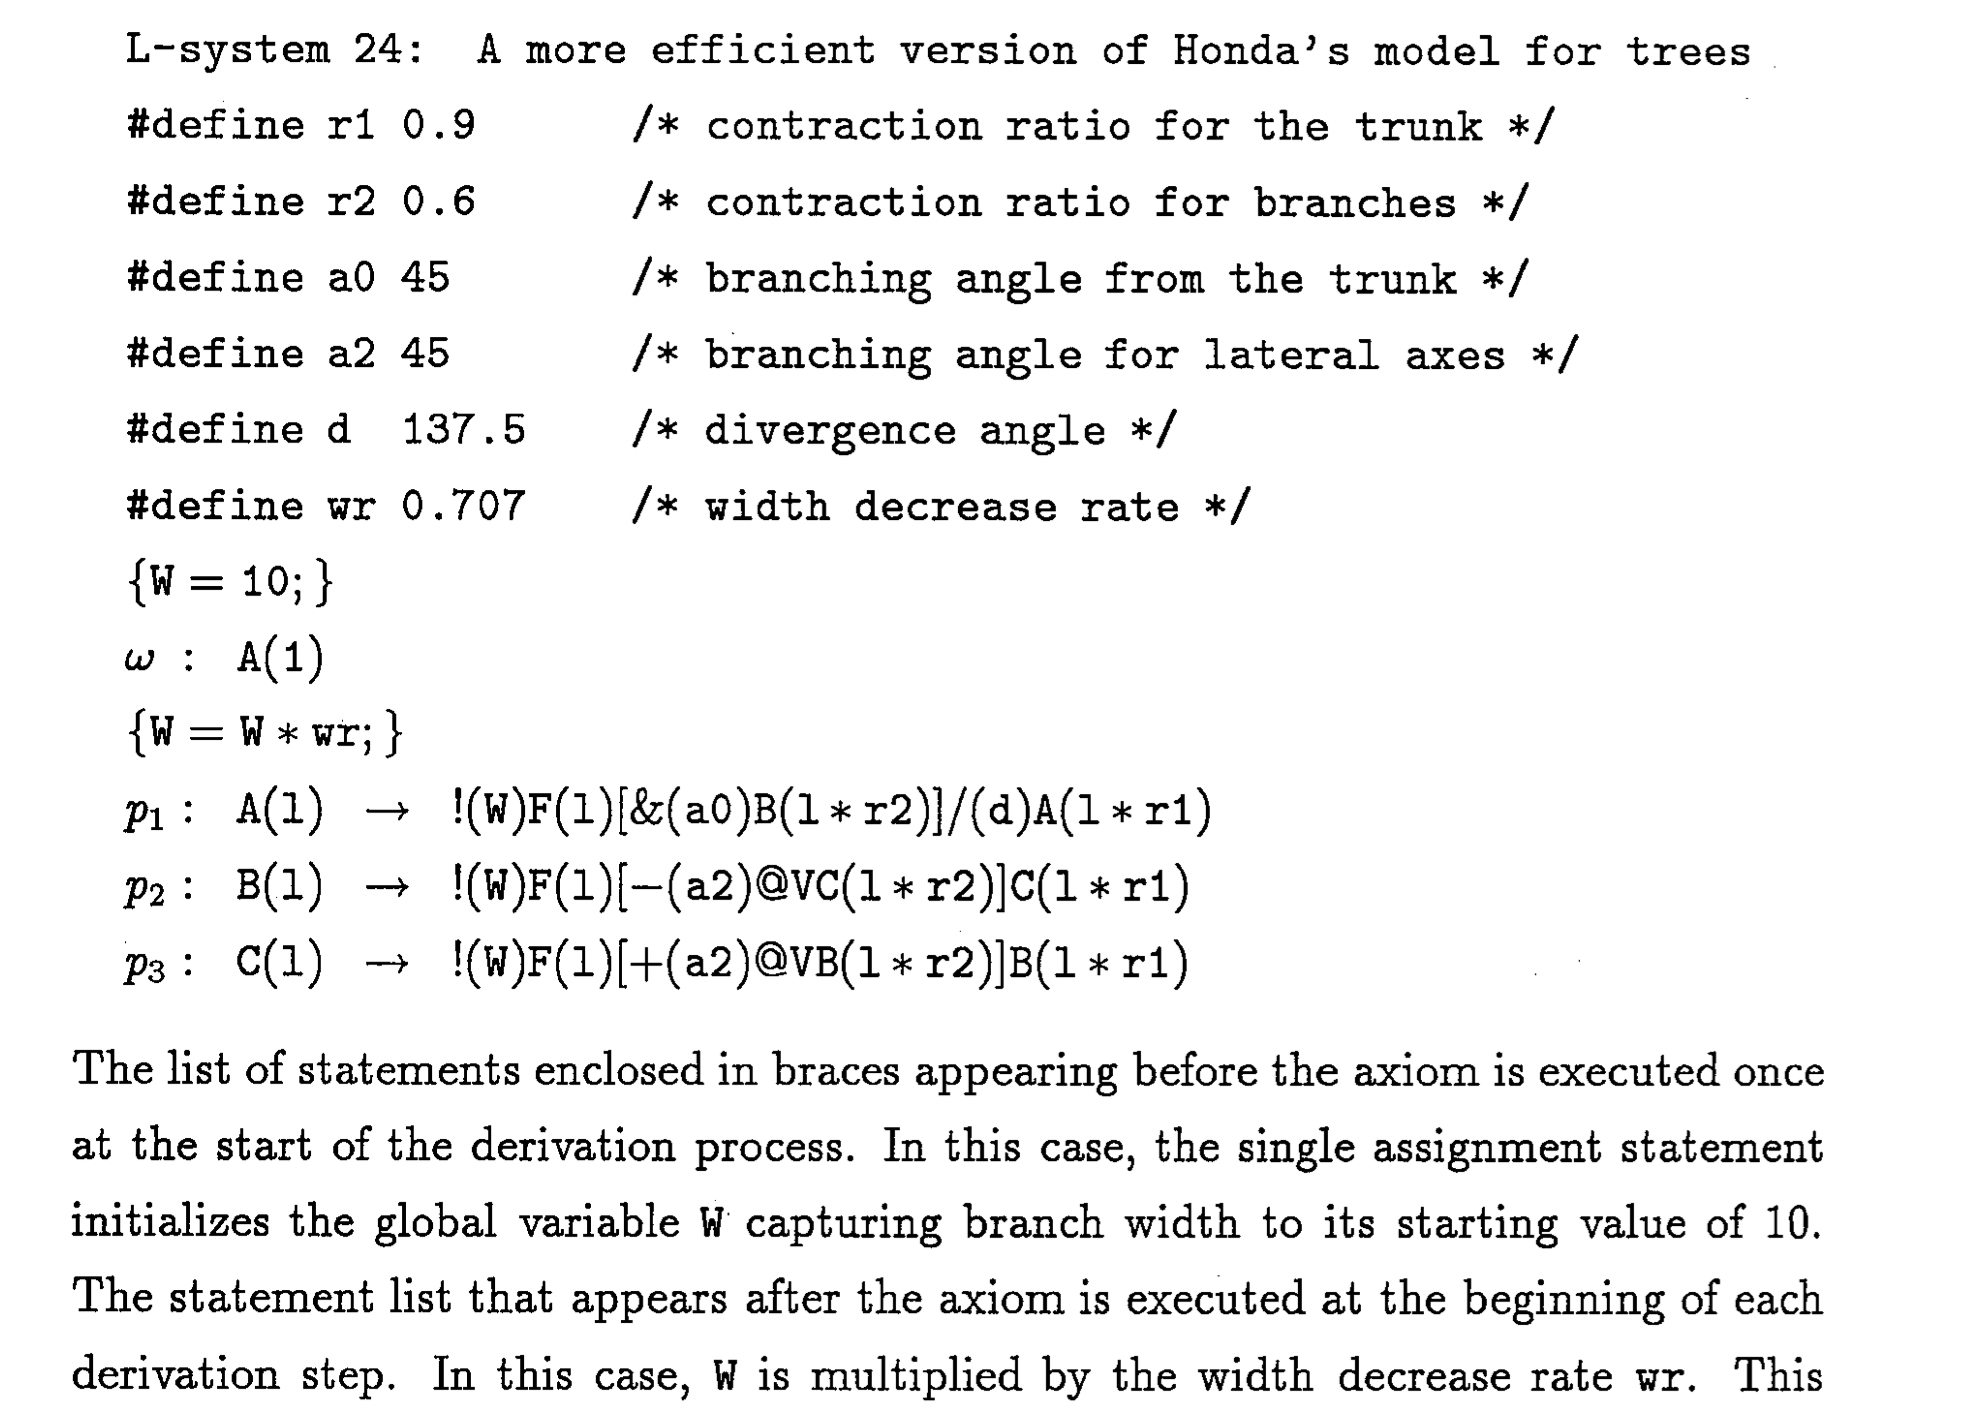 L-system 24: A more efficient version of Honda's model for trees
#define r1 0.9 /* contraction ratio for the trunk */
#define r2 0.6 /* contraction ratio for branches */
#define a0 45 /* branching angle from the trunk */
#define a2 45 /* branching angle for lateral axes */
#define d 137.5 /* divergence angle */
#define wr 0.707 /* width decrease rate */
{W = 10; }
ω : A(1)
{W = W * wr; }
p₁ : A(l) → !(W)F(l)[&(a0)B(l * r2)]/(d)A(l * r1)
p₂ : B(l) → !(W)F(l)[−(a2)@VC(l * r2)]C(l * r1)
p₃ : C(l) → !(W)F(l)[+(a2)@VB(l * r2)]B(l * r1)
The list of statements enclosed in braces appearing before the axiom is executed once
at the start of the derivation process. In this case, the single assignment statement
initializes the global variable W capturing branch width to its starting value of 10.
The statement list that appears after the axiom is executed at the beginning of each
derivation step. In this case, W is multiplied by the width decrease rate wr. This